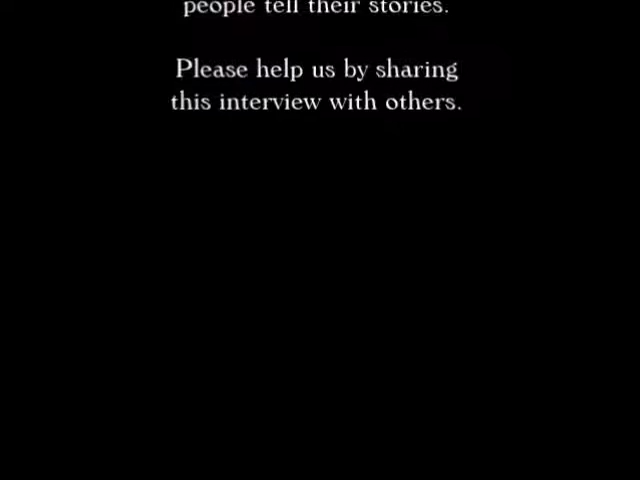 people tell their stories.
Please help us by sharing
this interview with others.